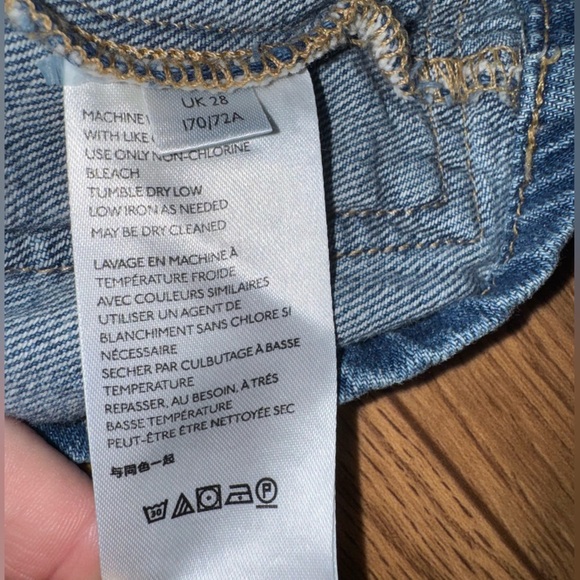 UK 28
170/72A
MACHINE
WITH LIKE
USE ONLY NON-CHLORINE
BLEACH
TUMBLE DRY LOW
LOW IRON AS NEEDED
MAY BE DRY CLEANED
LAVAGE EN MACHINE À
TEMPÉRATURE FROIDE
AVEC COULEURS SIMILAIRES
UTILISER UN AGENT DE
BLANCHIMENT SANS CHLORE SI
NÉCESSAIRE
SECHER PAR CULBUTAGE À BASSE
TEMPERATURE
REPASSER, AU BESOIN, À TRÉS
BASSE TEMPÉRATURE
PEUT-ÊTRE ÊTRE NETTOYÉE SEC
与同色一起
30 P